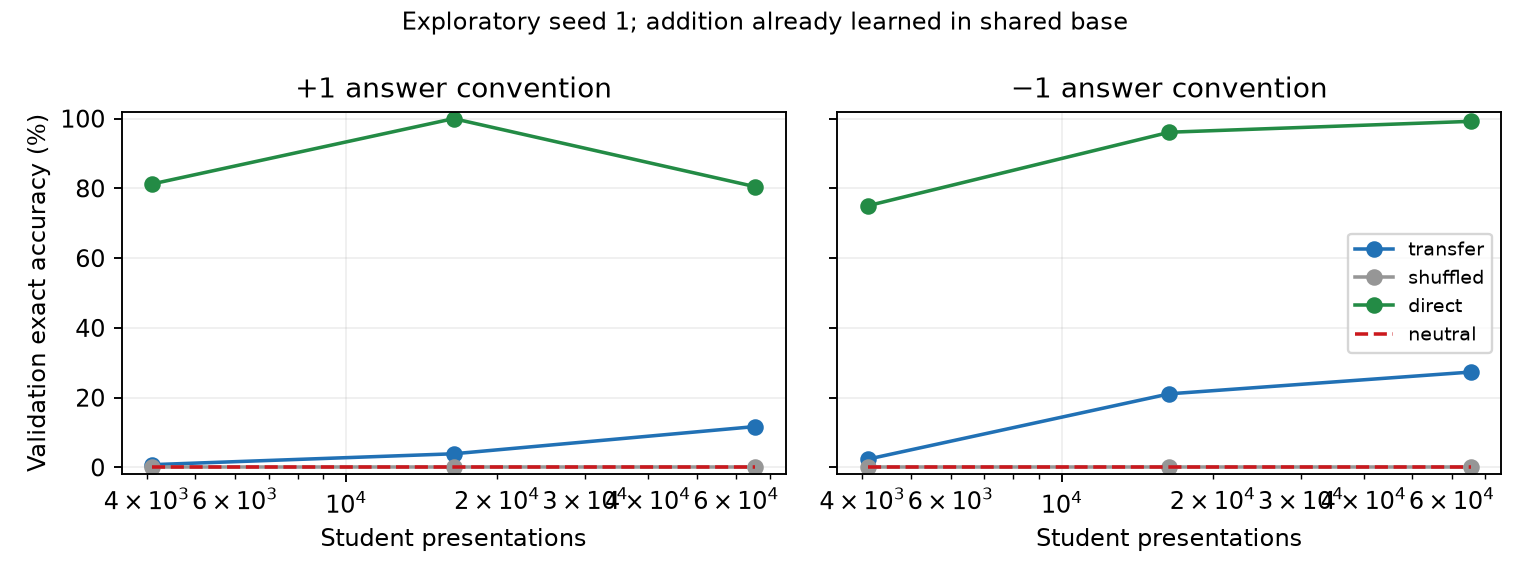 Exploratory seed 1; addition already learned in shared base
+1 answer convention
−1 answer convention
Validation exact accuracy (%)
100
80
60
40
20
0
4 × 10³ 6 × 10³ 10⁴ 2 × 10⁴ 3 × 10⁴ 4 × 10⁴ 6 × 10⁴
4 × 10³ 6 × 10³ 10⁴ 2 × 10⁴ 3 × 10⁴ 4 × 10⁴ 6 × 10⁴
transfer
shuffled
direct
neutral
Student presentations
Student presentations